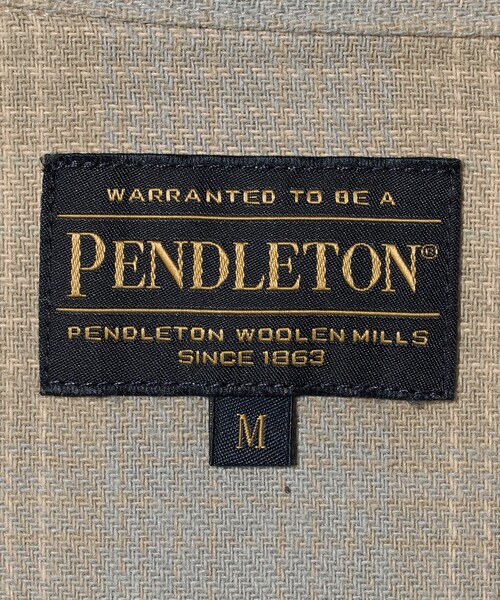 WARRANTED TO BE A
PENDLETON®
PENDLETON WOOLEN MILLS
SINCE 1863
M